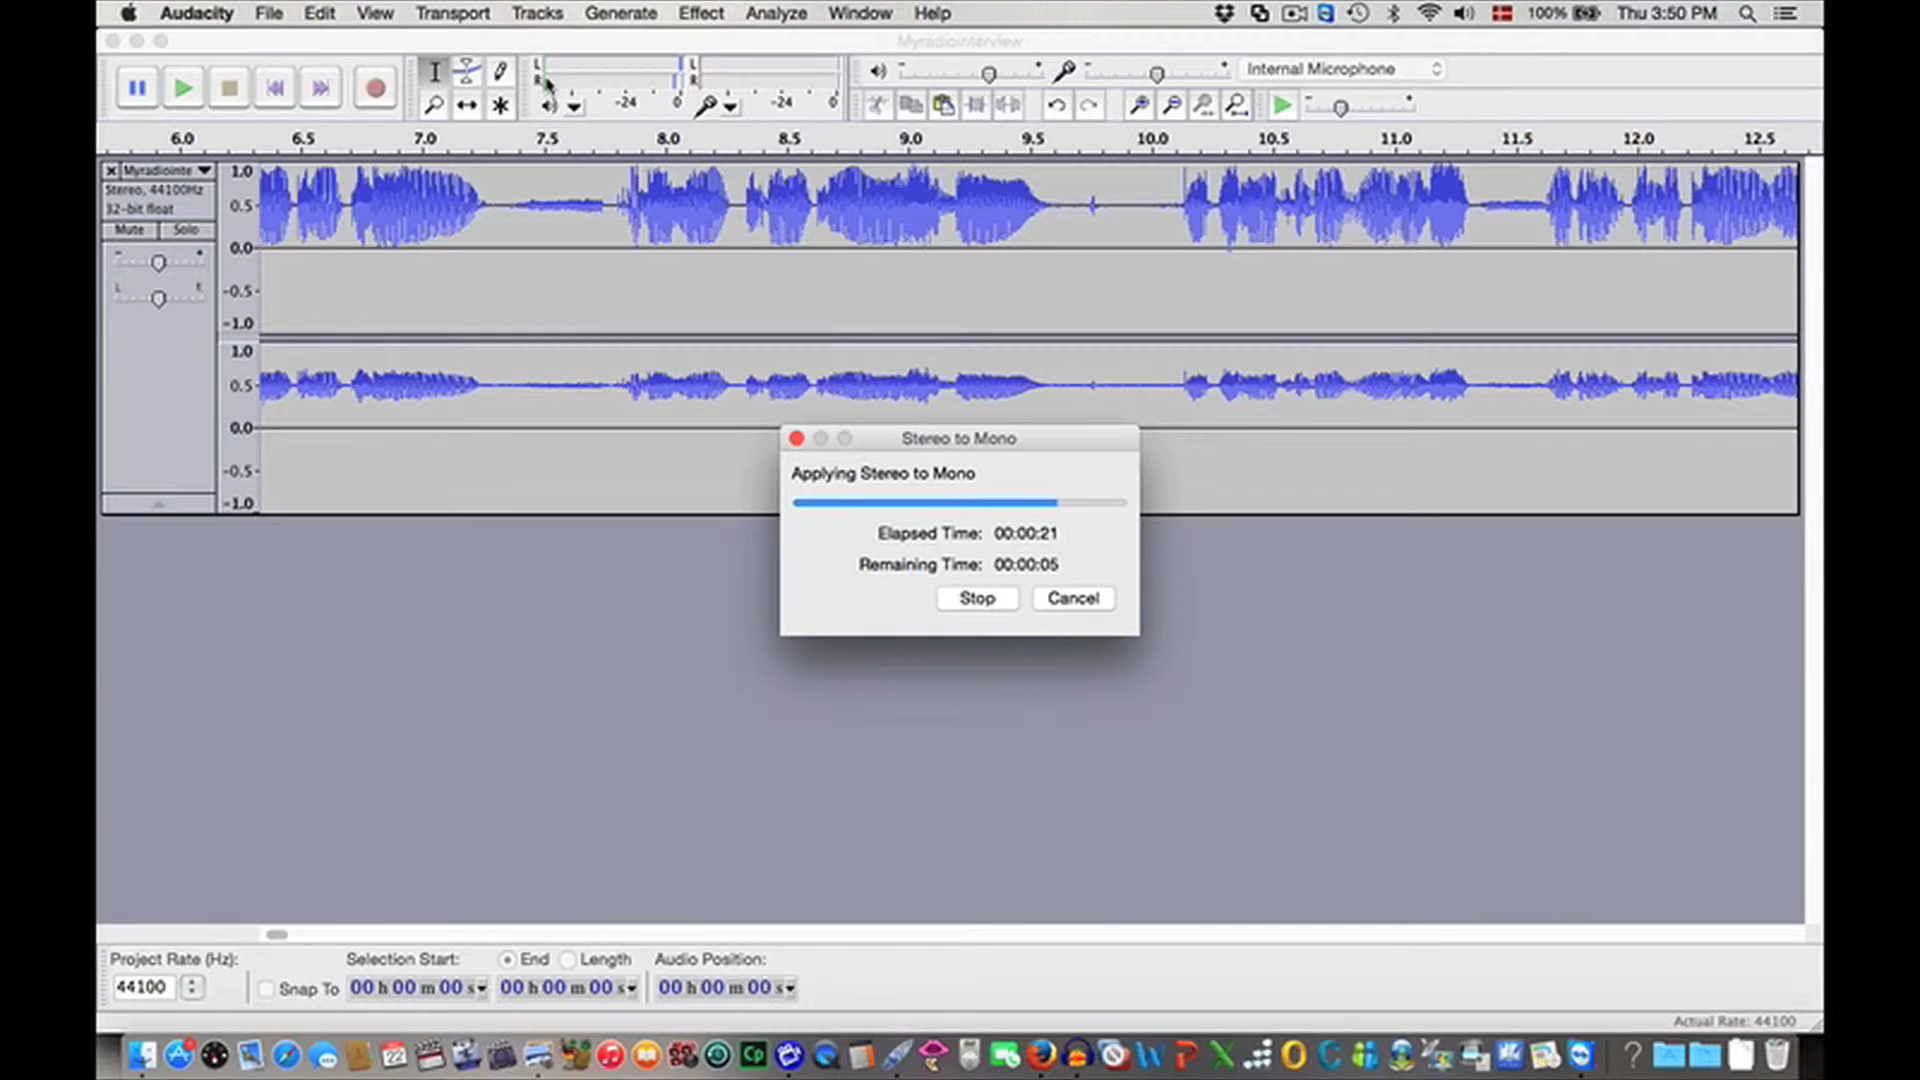 Audacity File Edit View Transport Tracks Generate Effect Analyze Window Help 100% Thu 3:50 PM
Myradiointerview
L
R
-24 0
L
R
-24 0
- +
- +
Internal Microphone
- +
6.0 6.5 7.0 7.5 8.0 8.5 9.0 9.5 10.0 10.5 11.0 11.5 12.0 12.5
Myradiointe
Stereo, 44100Hz
32-bit float
Mute Solo
- +
L R
1.0
0.5
0.0
-0.5
-1.0
1.0
0.5
0.0
-0.5
-1.0
Stereo to Mono
Applying Stereo to Mono
Elapsed Time: 00:00:21
Remaining Time: 00:00:05
Stop Cancel
Project Rate (Hz): Selection Start: End Length Audio Position:
44100 Snap To 00 h 00 m 00 s 00 h 00 m 00 s 00 h 00 m 00 s
Actual Rate: 44100
22 Cp W P X O C ?